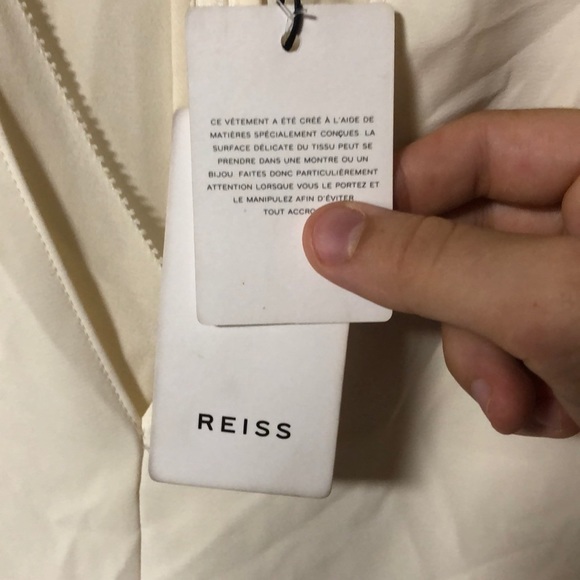 CE VÊTEMENT A ÉTÉ CRÉÉ À L'AIDE DE
MATIÈRES SPÉCIALEMENT CONÇUES. LA
SURFACE DÉLICATE DU TISSU PEUT SE
PRENDRE DANS UNE MONTRE OU UN
BIJOU. FAITES DONC PARTICULIÈREMENT
ATTENTION LORSQUE VOUS LE PORTEZ ET
LE MANIPULEZ AFIN D'ÉVITER
TOUT
REISS